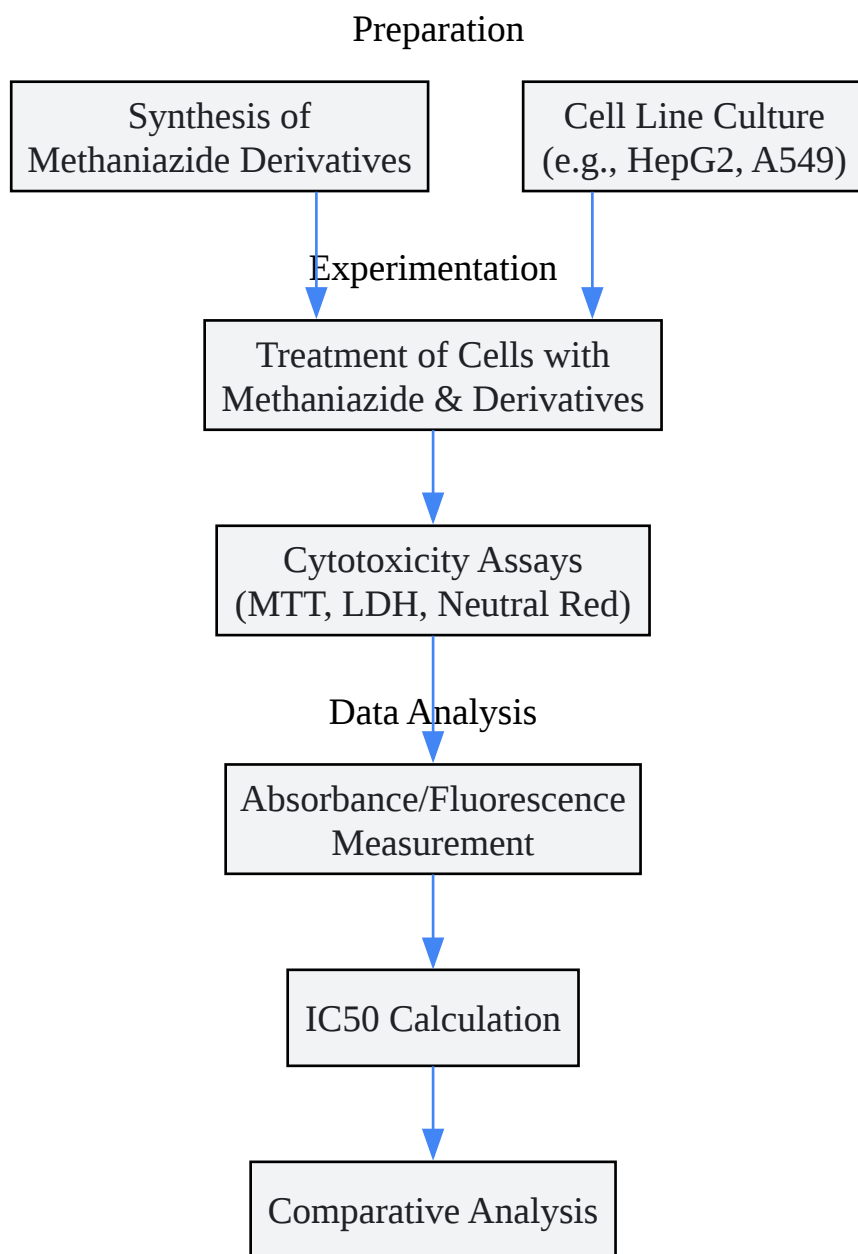 Preparation
Synthesis of
Methaniazide Derivatives
Cell Line Culture
(e.g., HepG2, A549)
Experimentation
Treatment of Cells with
Methaniazide & Derivatives
Cytotoxicity Assays
(MTT, LDH, Neutral Red)
Data Analysis
Absorbance/Fluorescence
Measurement
IC50 Calculation
Comparative Analysis